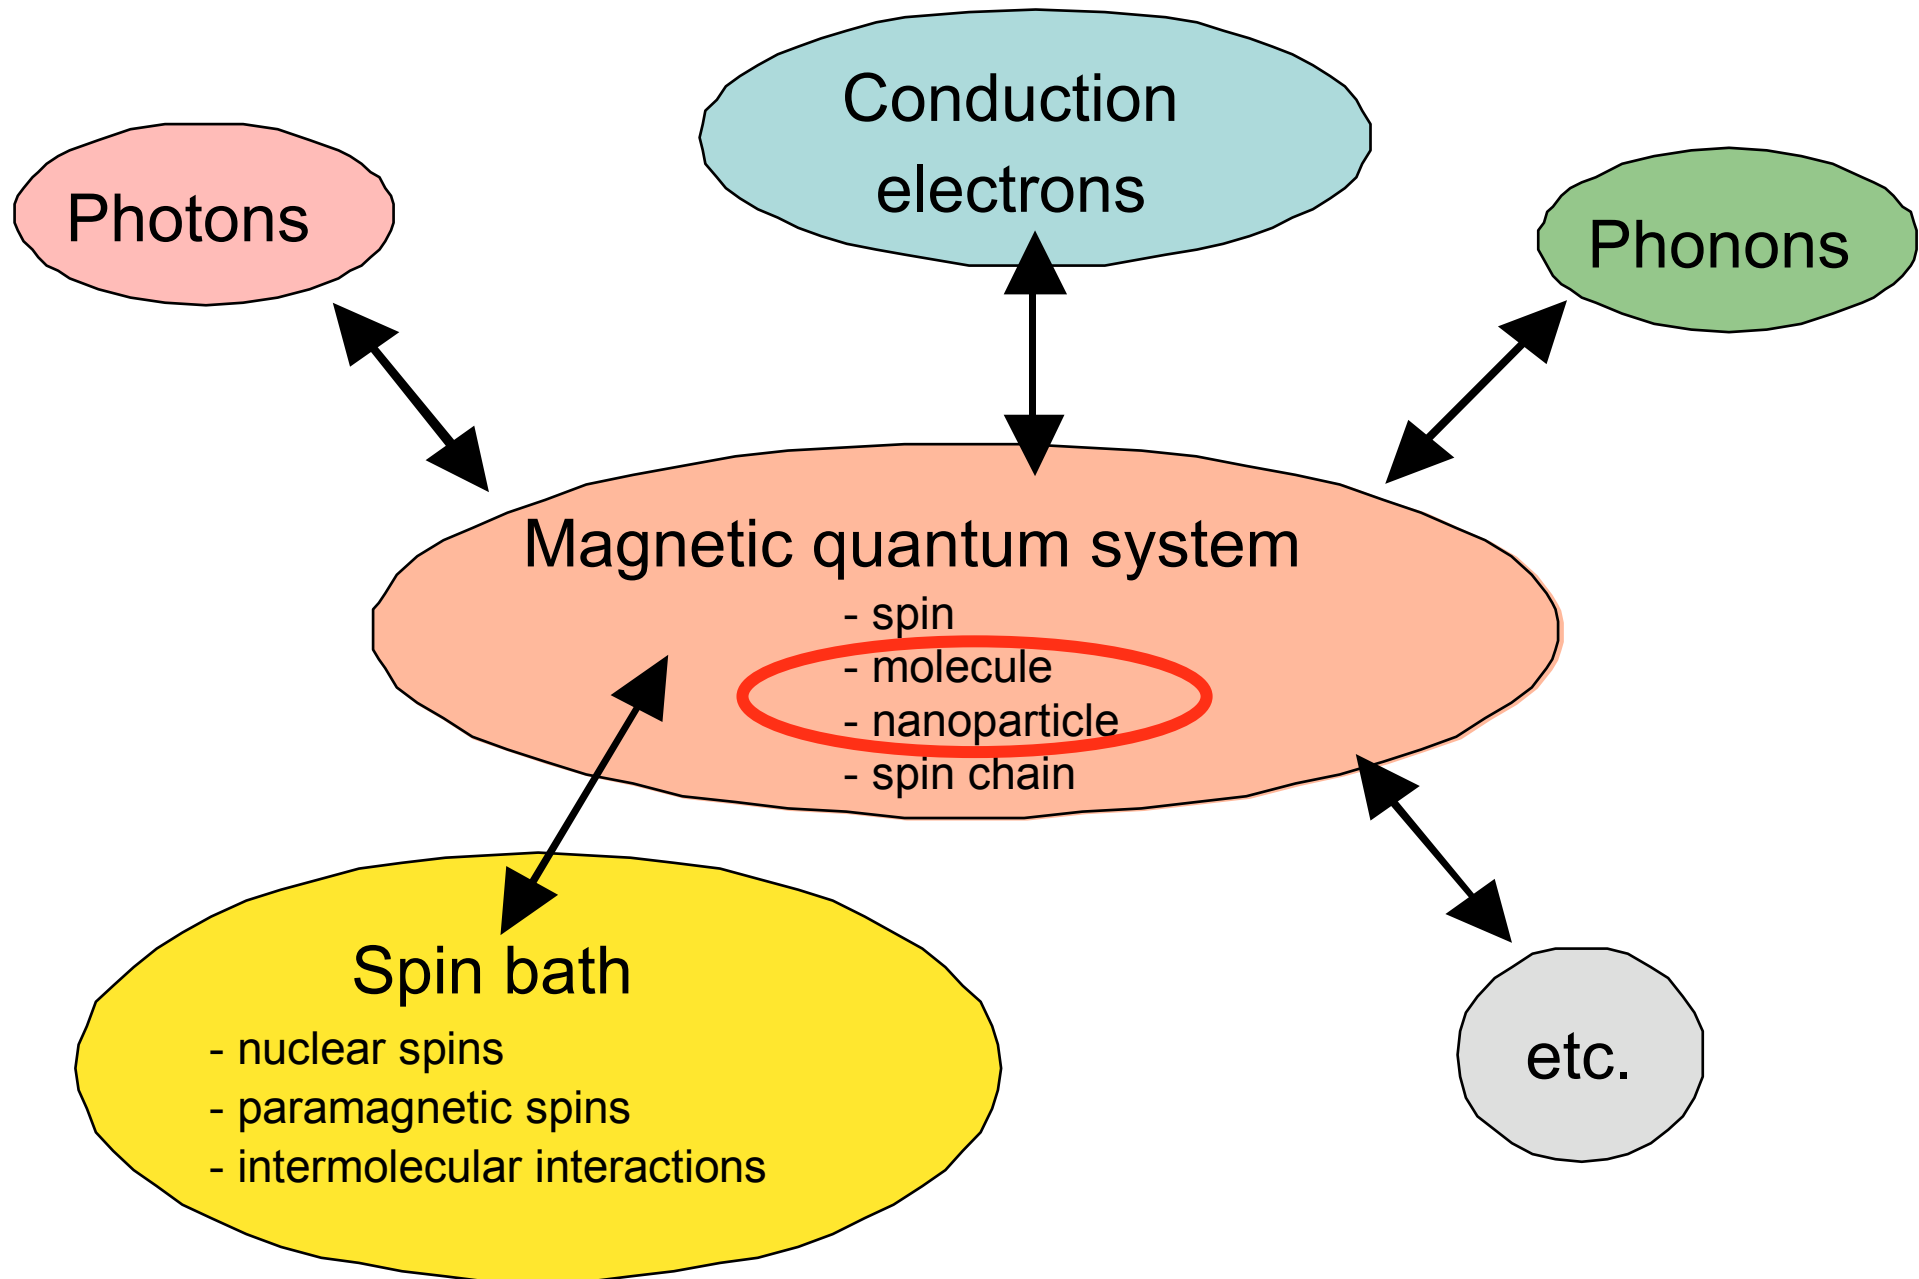 Conduction
electrons
Photons
Phonons
Magnetic quantum system
- spin
- molecule
- nanoparticle
- spin chain
Spin bath
- nuclear spins
- paramagnetic spins
- intermolecular interactions
etc.